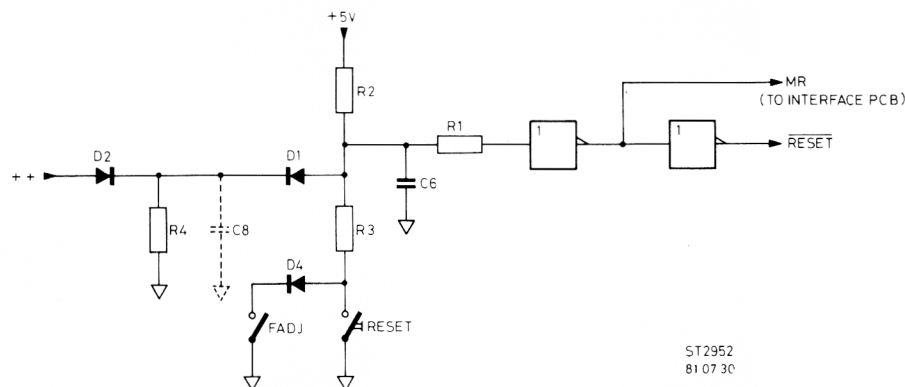 +5V
R2
MR
(TO INTERFACE PCB)
R1
1
1
RESET
D2
D1
++
C6
R4
C8
R3
D4
FADJ
RESET
ST2952
81 07 30